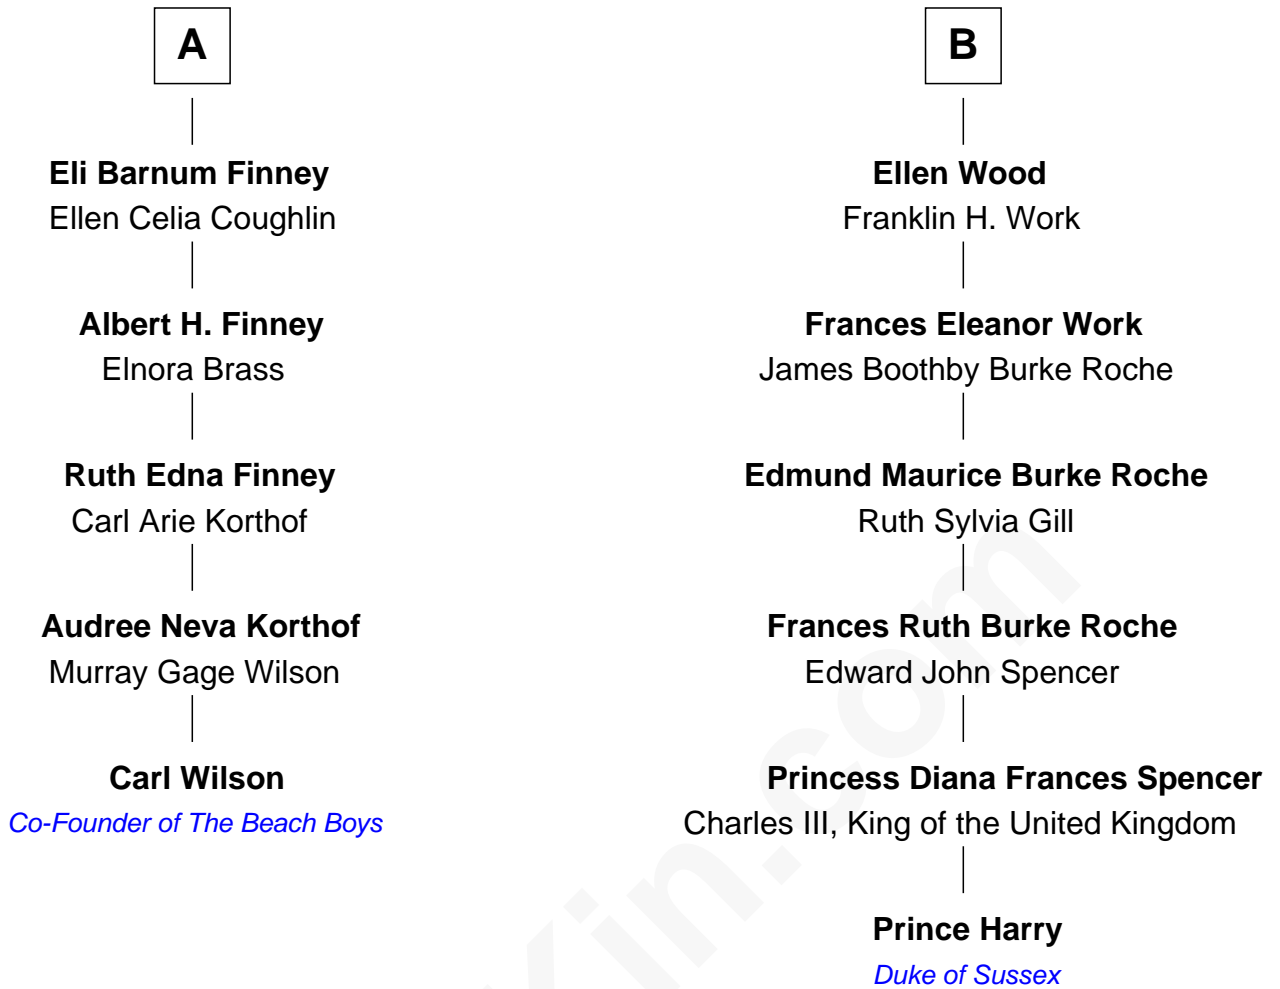 A
Eli Barnum Finney
Ellen Celia Coughlin
Albert H. Finney
Elnora Brass
Ruth Edna Finney
Carl Arie Korthof
Audree Neva Korthof
Murray Gage Wilson
Carl Wilson
Co-Founder of The Beach Boys
B
Ellen Wood
Franklin H. Work
Frances Eleanor Work
James Boothby Burke Roche
Edmund Maurice Burke Roche
Ruth Sylvia Gill
Frances Ruth Burke Roche
Edward John Spencer
Princess Diana Frances Spencer
Charles III, King of the United Kingdom
Prince Harry
Duke of Sussex